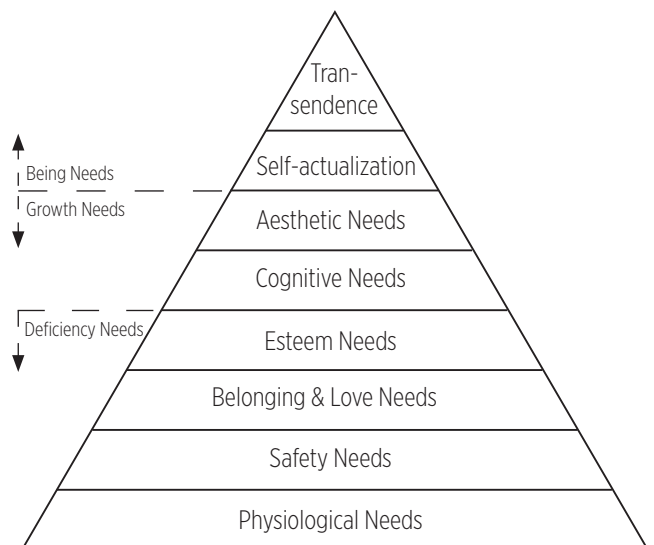 Tran-
sendence
Being Needs
Self-actualization
Growth Needs
Aesthetic Needs
Cognitive Needs
Deficiency Needs
Esteem Needs
Belonging & Love Needs
Safety Needs
Physiological Needs